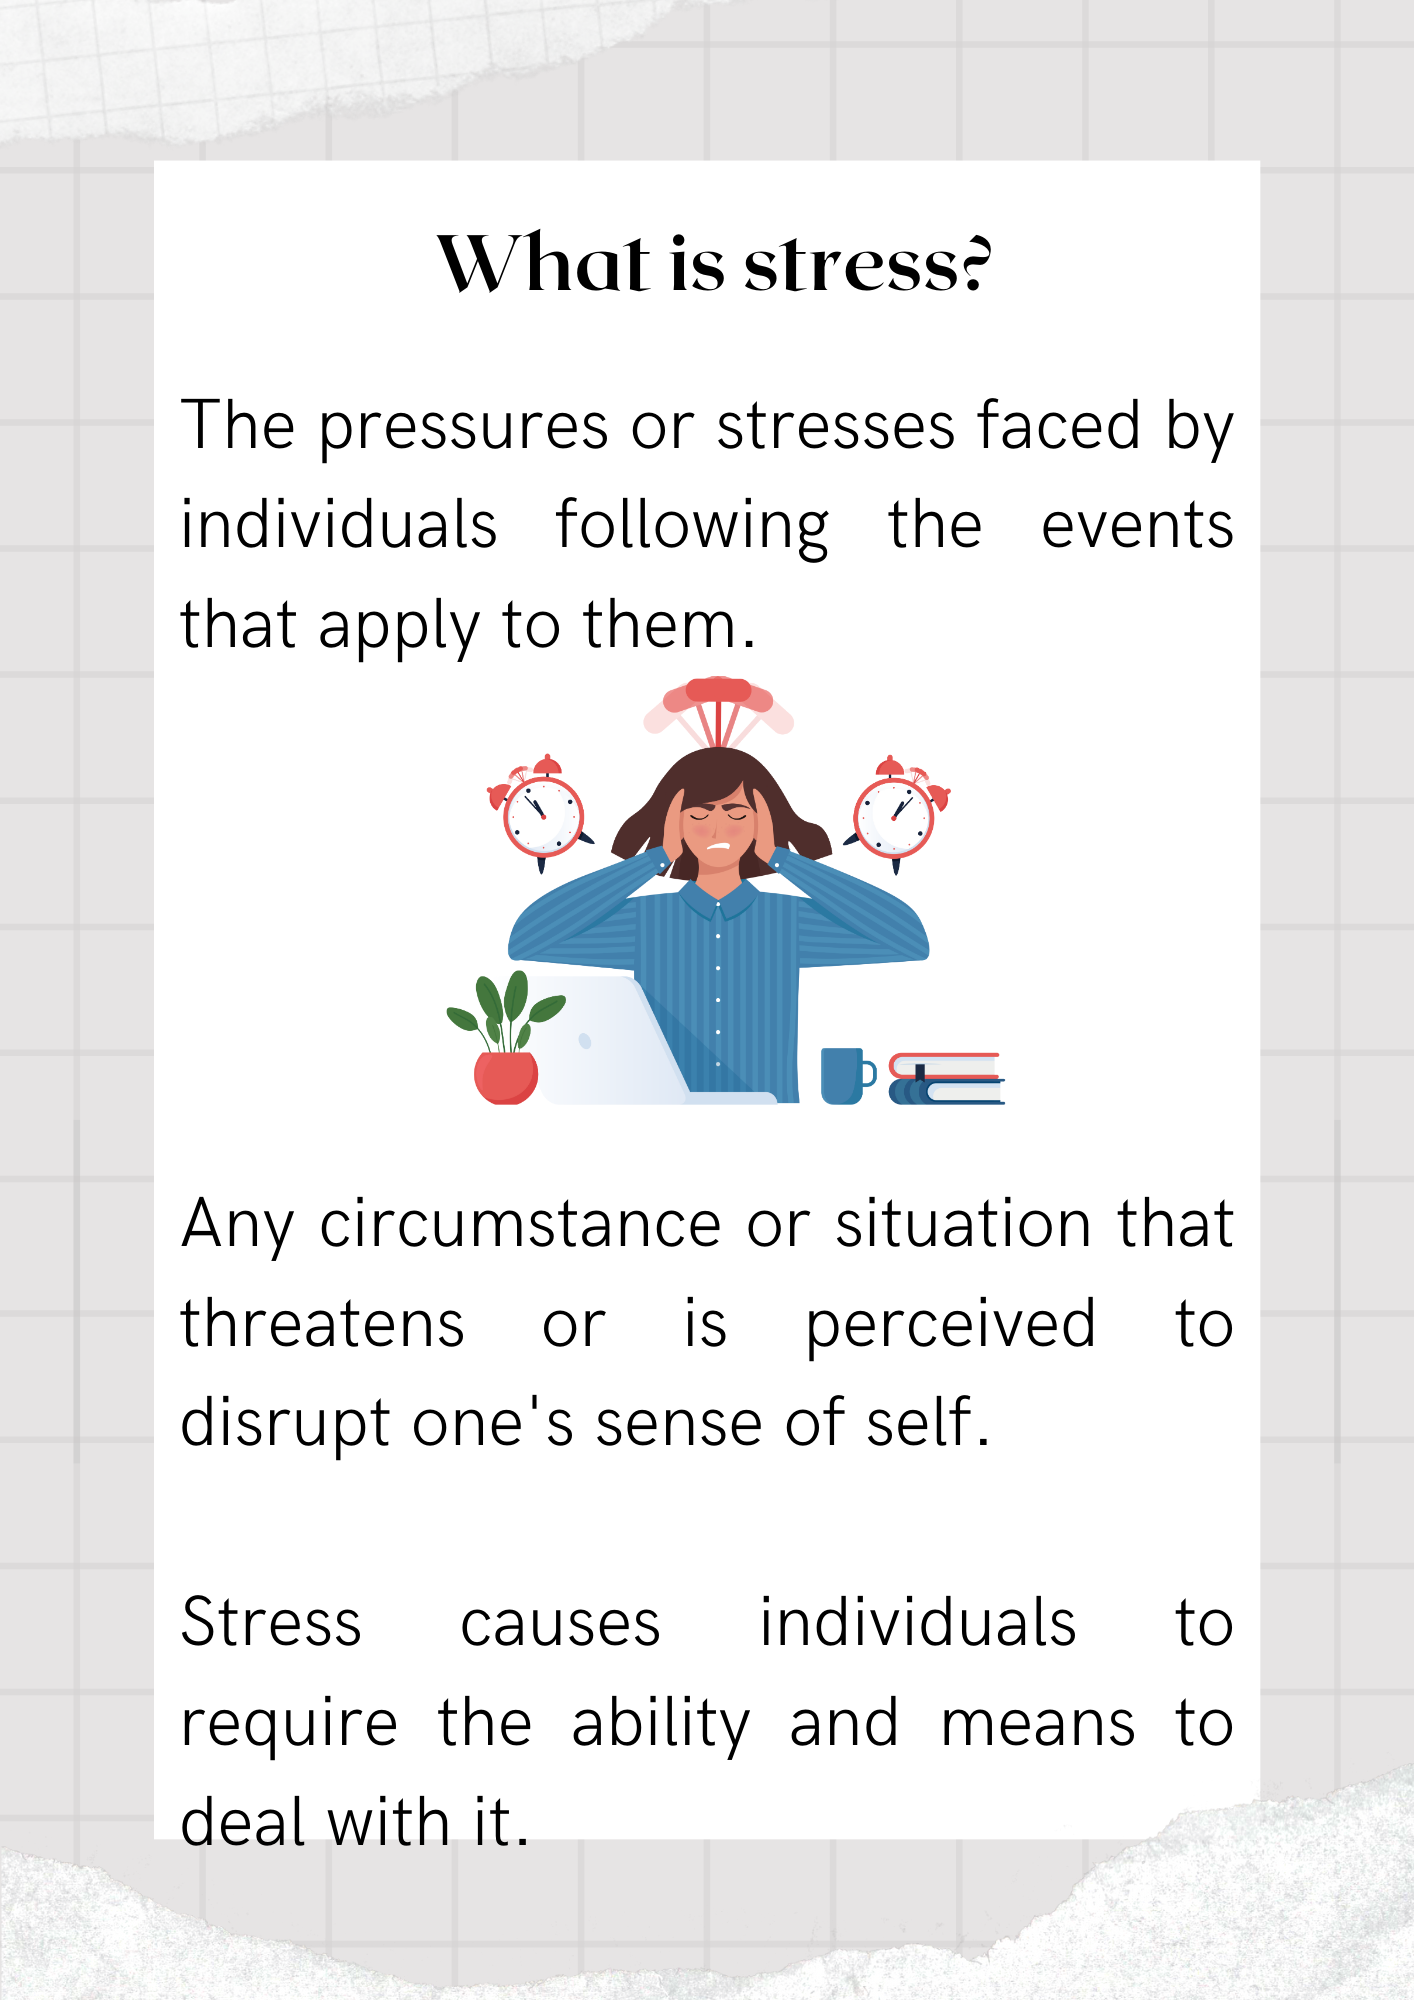 What is stress?
The pressures or stresses faced by
individuals following the events
that apply to them.
Any circumstance or situation that
threatens or is perceived to
disrupt one's sense of self.
Stress causes individuals to
require the ability and means to
deal with it.